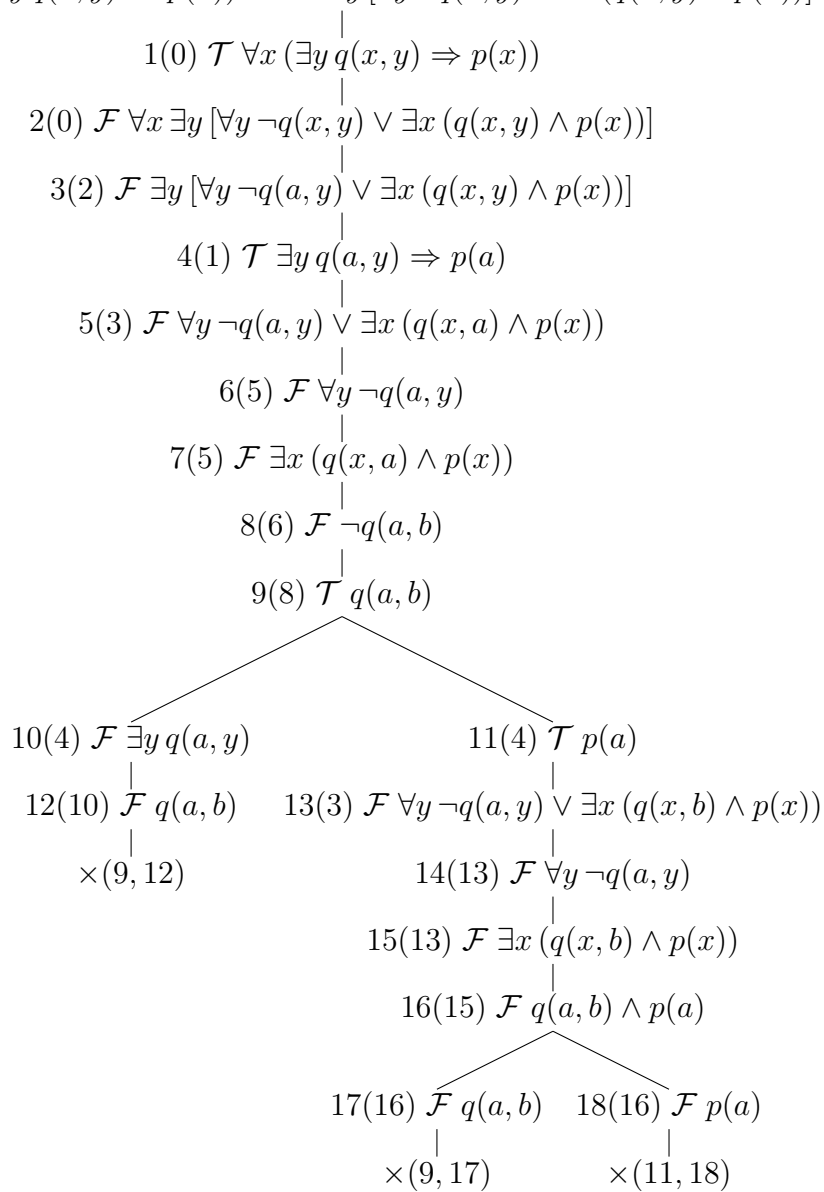 1(0) 𝒯 ∀x (∃y q(x, y) ⇒ p(x))
2(0) ℱ ∀x ∃y [∀y ¬q(x, y) ∨ ∃x (q(x, y) ∧ p(x))]
3(2) ℱ ∃y [∀y ¬q(a, y) ∨ ∃x (q(x, y) ∧ p(x))]
4(1) 𝒯 ∃y q(a, y) ⇒ p(a)
5(3) ℱ ∀y ¬q(a, y) ∨ ∃x (q(x, a) ∧ p(x))
6(5) ℱ ∀y ¬q(a, y)
7(5) ℱ ∃x (q(x, a) ∧ p(x))
8(6) ℱ ¬q(a, b)
9(8) 𝒯 q(a, b)
10(4) ℱ ∃y q(a, y) 11(4) 𝒯 p(a)
12(10) ℱ q(a, b) 13(3) ℱ ∀y ¬q(a, y) ∨ ∃x (q(x, b) ∧ p(x))
×(9, 12) 14(13) ℱ ∀y ¬q(a, y)
15(13) ℱ ∃x (q(x, b) ∧ p(x))
16(15) ℱ q(a, b) ∧ p(a)
17(16) ℱ q(a, b) 18(16) ℱ p(a)
×(9, 17) ×(11, 18)